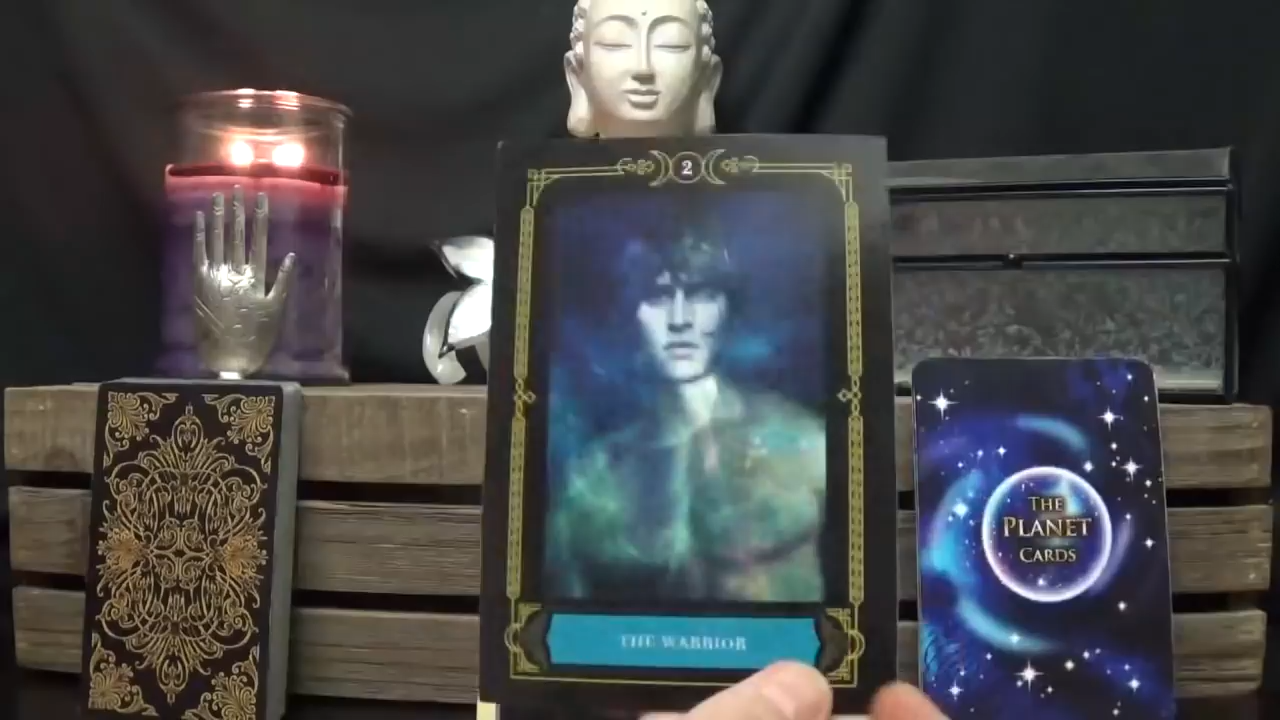 2
THE WARRIOR
THE
PLANET
CARDS